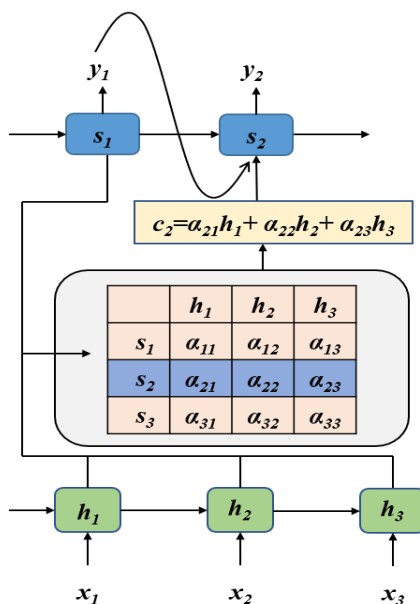 y₁ y₂
s₁ s₂
c₂=α₂₁h₁+ α₂₂h₂+ α₂₃h₃
h₁ h₂ h₃
s₁ α₁₁ α₁₂ α₁₃
s₂ α₂₁ α₂₂ α₂₃
s₃ α₃₁ α₃₂ α₃₃
h₁ h₂ h₃
x₁ x₂ x₃